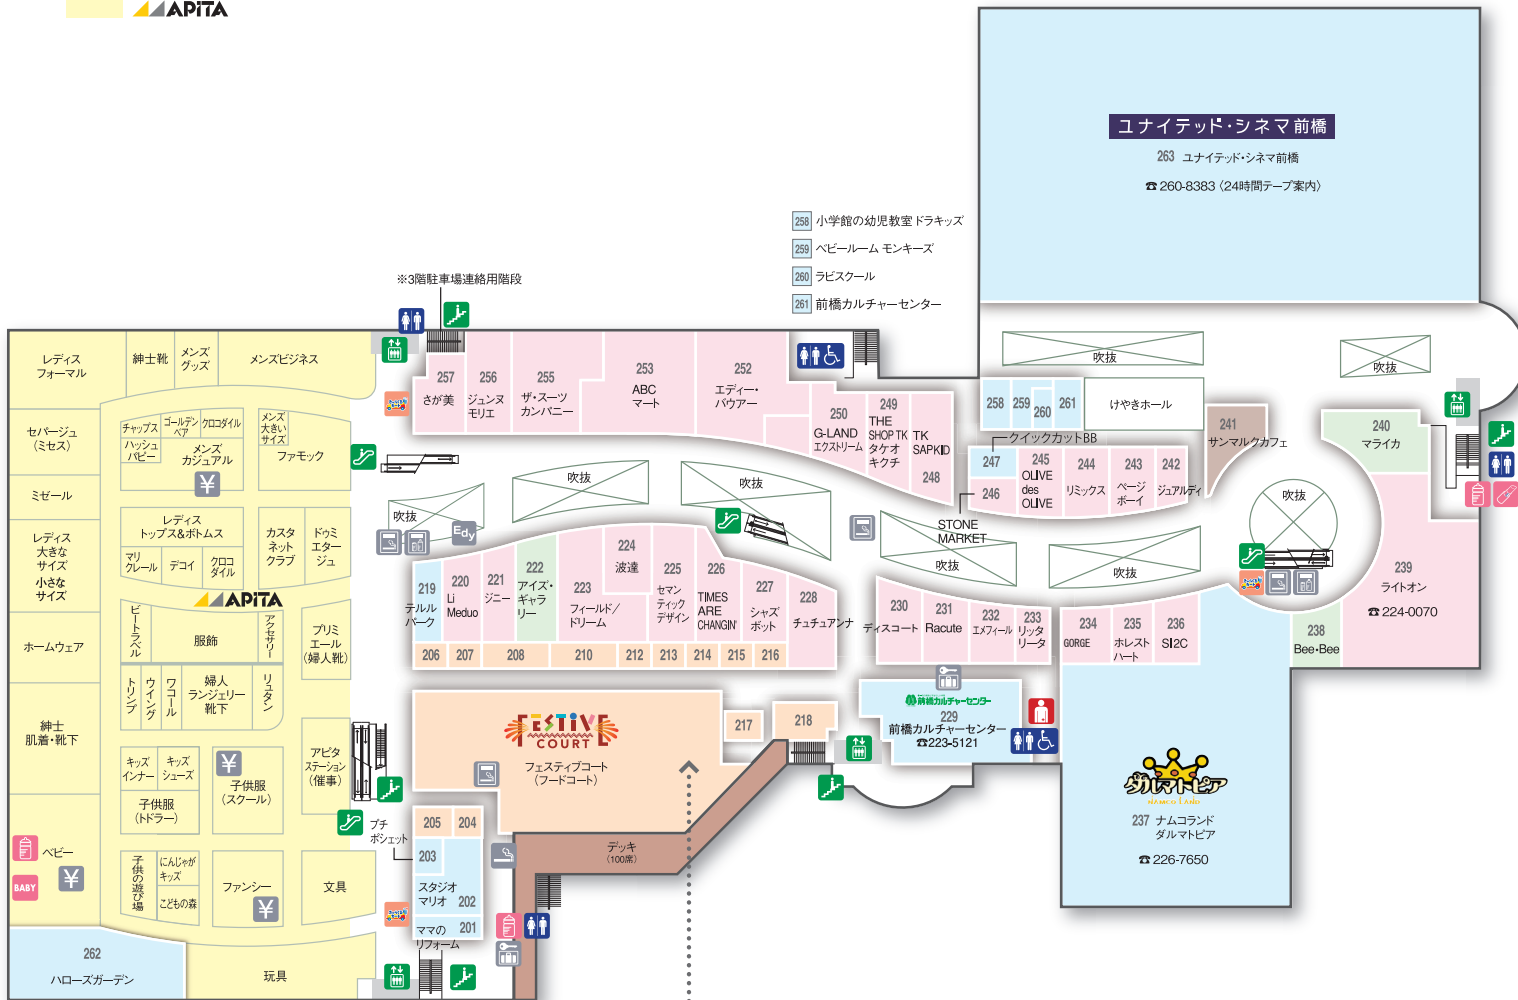 APiTA
ユナイテッド・シネマ前橋
263 ユナイテッド・シネマ前橋
☎260-8383〈24時間テープ案内〉
258 小学館の幼児教室 ドラキッズ
259 ベビールーム モンキーズ
260 ラビスクール
261 前橋カルチャーセンター
※3階駐車場連絡用階段
レディス
フォーマル
紳士靴
メンズ
グッズ
メンズビジネス
セパージュ
(ミセス)
ミゼール
レディス
大きな
サイズ
小さな
サイズ
ホームウェア
紳士
肌着・靴下
ベビー
BABY
¥
262
ハローズガーデン
チャップス
ゴールデン
ベア
クロコダイル
ハッシュ
パピー
メンズ
カジュアル
¥
メンズ
大きい
サイズ
ファモック
レディス
トップス&ボトムス
マリ
クレール
デコイ
クロコ
ダイル
カスタ
ネット
クラブ
ドゥミ
エター
ジュ
APiTA
ビートラベル
服飾
アクセサリー
プリミ
エール
(婦人靴)
トリンプ
ウイング
ワコール
婦人
ランジェリー
靴下
リュタン
キッズ
インナー
キッズ
シューズ
子供服
(トドラー)
¥
子供服
(スクール)
アピタ
ステーション
(催事)
子供の遊び場
にんじゃが
キッズ
こどもの森
ファンシー
¥
文具
玩具
257
さが美
256
ジュンヌ
モリエ
255
ザ・スーツ
カンパニー
253
ABC
マート
252
エディー・
バウアー
250
G-LAND
エクストリーム
249
THE
SHOP TK
タケオ
キクチ
TK
SAPKID
248
吹抜
吹抜
吹抜
Edy
219
テルル
パーク
220
Li
Meduo
221
ジニー
222
アイズ・
ギャラ
リー
223
フィールド/
ドリーム
224
波達
225
セマン
ティック
デザイン
226
TIMES
ARE
CHANGIN'
227
シャズ
ボット
228
チュチュアンナ
206
207
208
210
212
213
214
215
216
FESTiVE
COURT
フェスティブコート
(フードコート)
217
218
205
204
プチ
ポシェット
203
スタジオ
マリオ 202
ママの 201
リフォーム
デッキ
(100席)
吹抜
吹抜
258
259
260
261
けやきホール
クイックカットBB
247
246
STONE
MARKET
245
OLIVE
des
OLIVE
244
リミックス
243
ページ
ボーイ
242
ジュアルディ
241
サンマルクカフェ
240
マライカ
吹抜
吹抜
吹抜
239
ライトオン
☎224-0070
238
Bee・Bee
230
ディスコート
231
Racute
232
エメフィール
233
リッタ
リータ
234
GORGE
235
ホレスト
ハート
236
SI2C
前橋カルチャーセンター
229
前橋カルチャーセンター
☎223-5121
ダルマトピア
NAMCO LAND
237 ナムコランド
ダルマトピア
☎226-7650